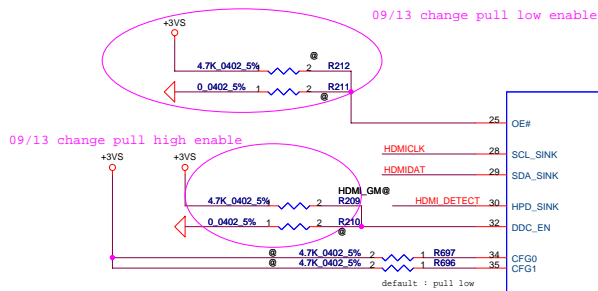 09/13 change pull low enable
+3VS
@
4.7K_0402_5% 1 2 R212
0_0402_5% 1 2 R211
@
25 OE#
09/13 change pull high enable
+3VS +3VS
HDMICLK 28 SCL_SINK
HDMIDAT 29 SDA_SINK
HDMI_GM@
4.7K_0402_5% 1 2 R209
HDMI_DETECT 30 HPD_SINK
0_0402_5% 1 2 R210
@
32 DDC_EN
@ 4.7K_0402_5% 2 1 R697 34 CFG0
@ 4.7K_0402_5% 2 1 R696 35 CFG1
default : pull low